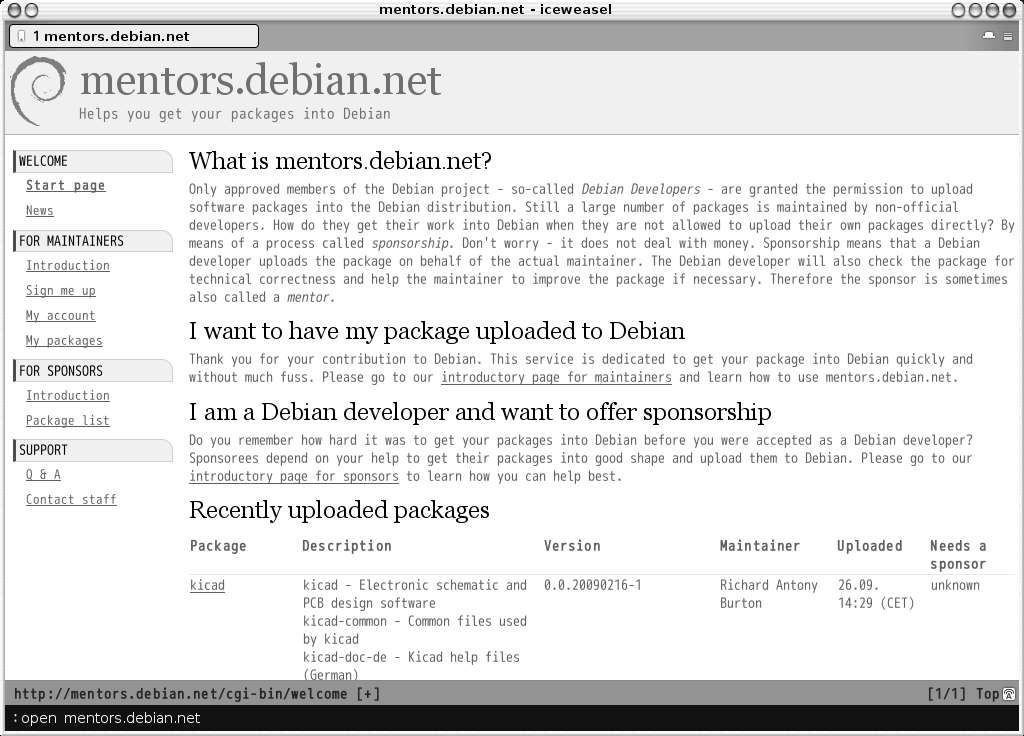 mentors.debian.net - iceweasel
1 mentors.debian.net
mentors.debian.net
Helps you get your packages into Debian
WELCOME
Start page
News
FOR MAINTAINERS
Introduction
Sign me up
My account
My packages
FOR SPONSORS
Introduction
Package list
SUPPORT
Q & A
Contact staff
What is mentors.debian.net?
Only approved members of the Debian project - so-called Debian Developers - are granted the permission to upload
software packages into the Debian distribution. Still a large number of packages is maintained by non-official
developers. How do they get their work into Debian when they are not allowed to upload their own packages directly? By
means of a process called sponsorship. Don't worry - it does not deal with money. Sponsorship means that a Debian
developer uploads the package on behalf of the actual maintainer. The Debian developer will also check the package for
technical correctness and help the maintainer to improve the package if necessary. Therefore the sponsor is sometimes
also called a mentor.
I want to have my package uploaded to Debian
Thank you for your contribution to Debian. This service is dedicated to get your package into Debian quickly and
without much fuss. Please go to our introductory page for maintainers and learn how to use mentors.debian.net.
I am a Debian developer and want to offer sponsorship
Do you remember how hard it was to get your packages into Debian before you were accepted as a Debian developer?
Sponsorees depend on your help to get their packages into good shape and upload them to Debian. Please go to our
introductory page for sponsors to learn how you can help best.
Recently uploaded packages
Package Description Version Maintainer Uploaded Needs a
sponsor
kicad kicad - Electronic schematic and 0.0.20090216-1 Richard Antony 26.09. unknown
PCB design software Burton 14:29 (CET)
kicad-common - Common files used
by kicad
kicad-doc-de - Kicad help files
(German)
http://mentors.debian.net/cgi-bin/welcome [+] [1/1] Top
:open mentors.debian.net